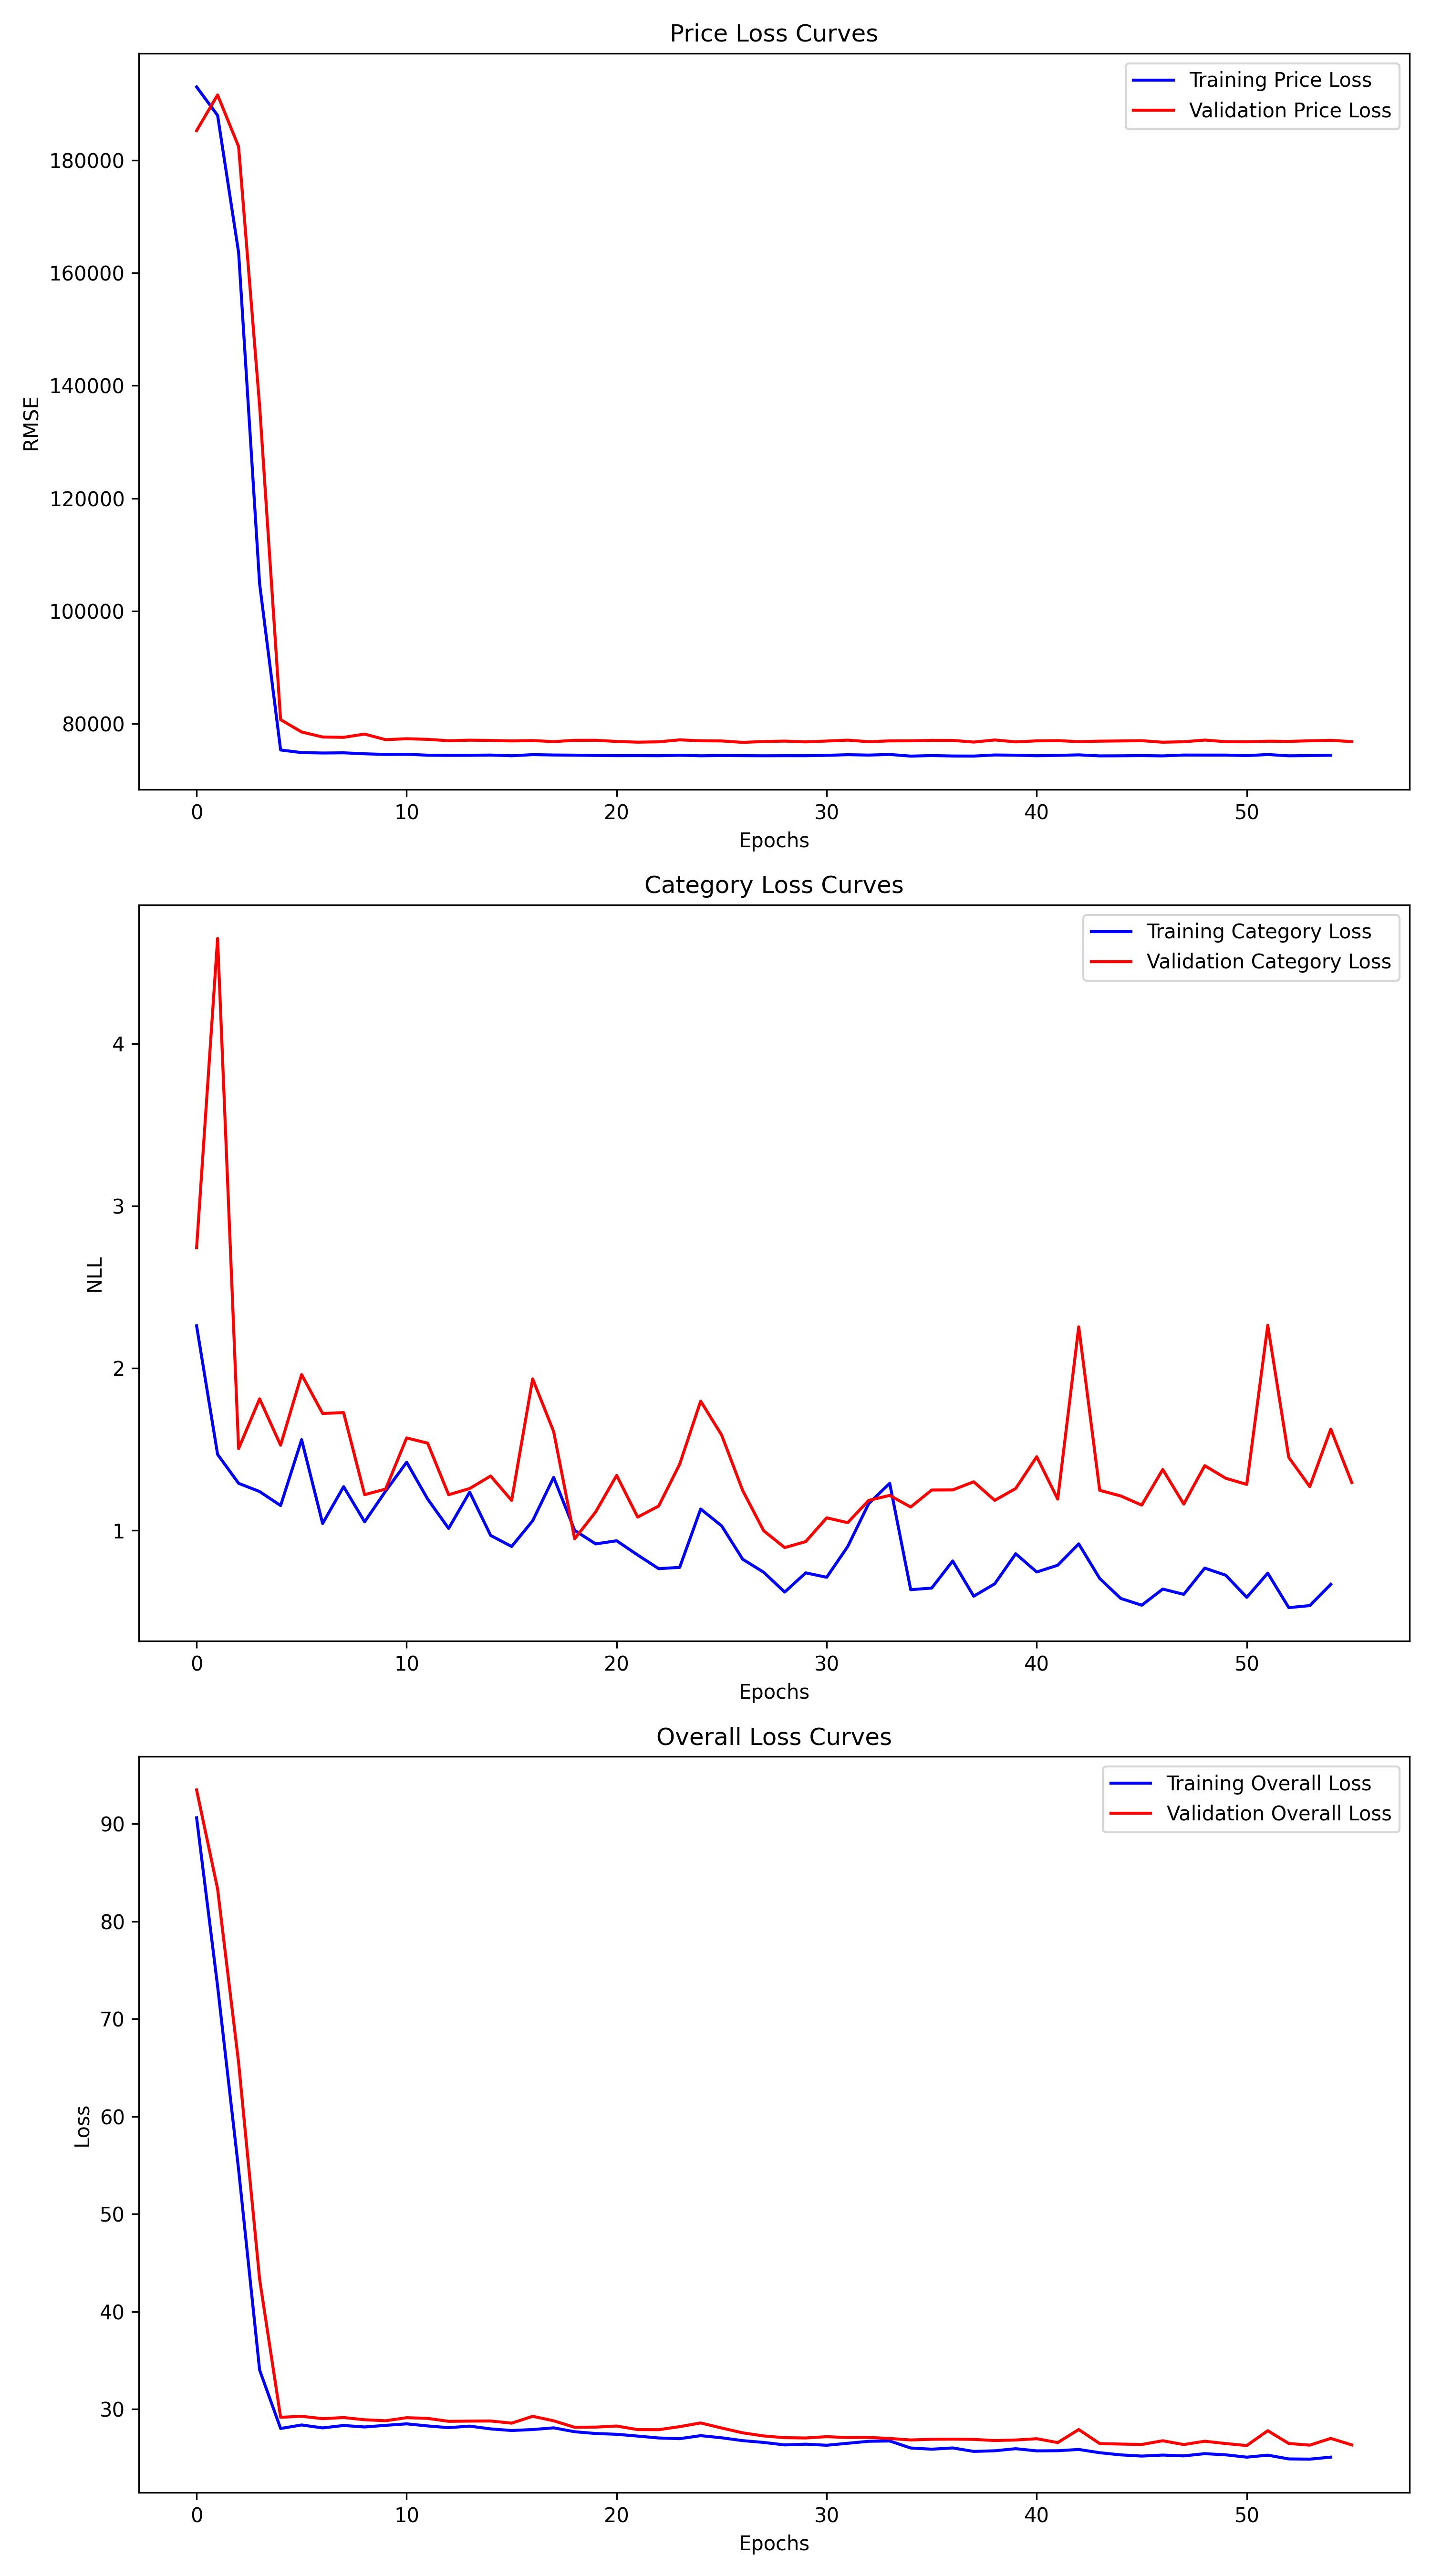 Price Loss Curves
Training Price Loss
Validation Price Loss
180000
160000
140000
120000
100000
80000
RMSE
0 10 20 30 40 50
Epochs
Category Loss Curves
Training Category Loss
Validation Category Loss
4
3
2
1
NLL
0 10 20 30 40 50
Epochs
Overall Loss Curves
Training Overall Loss
Validation Overall Loss
90
80
70
60
50
40
30
Loss
0 10 20 30 40 50
Epochs